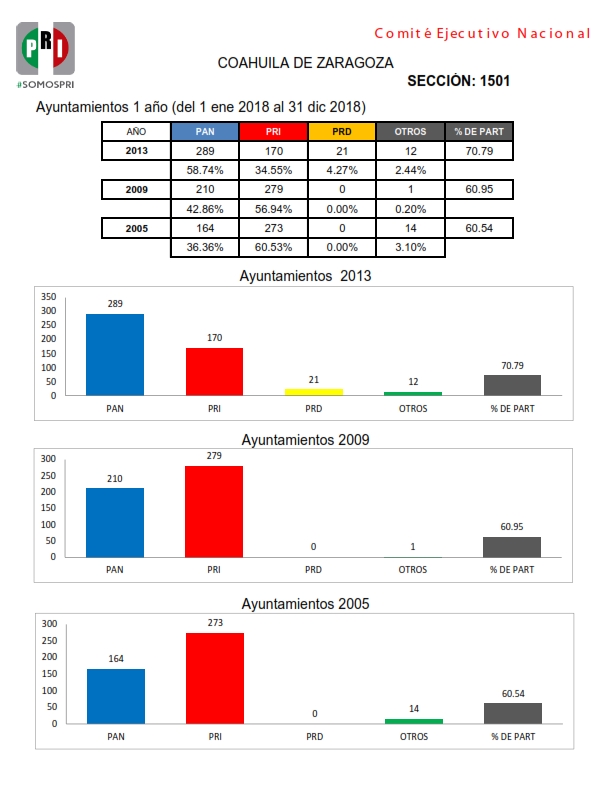 Comité Ejecutivo Nacional
PRI
#SOMOSPRI
COAHUILA DE ZARAGOZA
SECCIÓN: 1501
Ayuntamientos 1 año (del 1 ene 2018 al 31 dic 2018)
AÑO PAN PRI PRD OTROS % DE PART
2013 289 170 21 12 70.79
58.74% 34.55% 4.27% 2.44%
2009 210 279 0 1 60.95
42.86% 56.94% 0.00% 0.20%
2005 164 273 0 14 60.54
36.36% 60.53% 0.00% 3.10%
Ayuntamientos 2013
350
300
250
200
150
100
50
0
289
170
21
12
70.79
PAN PRI PRD OTROS % DE PART
Ayuntamientos 2009
300
250
200
150
100
50
0
210
279
0
1
60.95
PAN PRI PRD OTROS % DE PART
Ayuntamientos 2005
300
250
200
150
100
50
0
164
273
0
14
60.54
PAN PRI PRD OTROS % DE PART